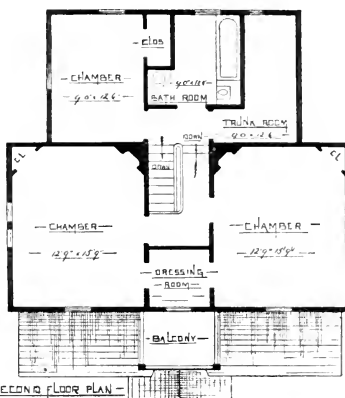 CLOS
CHAMBER
9'0" × 12'6"
BATH ROOM
TRUNK ROOM
9'0" × 12'6"
DOWN
DOWN
CL
CL
CHAMBER
12'9" × 15'9"
CHAMBER
12'9" × 15'9"
DRESSING
ROOM
BALCONY
ECOND FLOOR PLAN